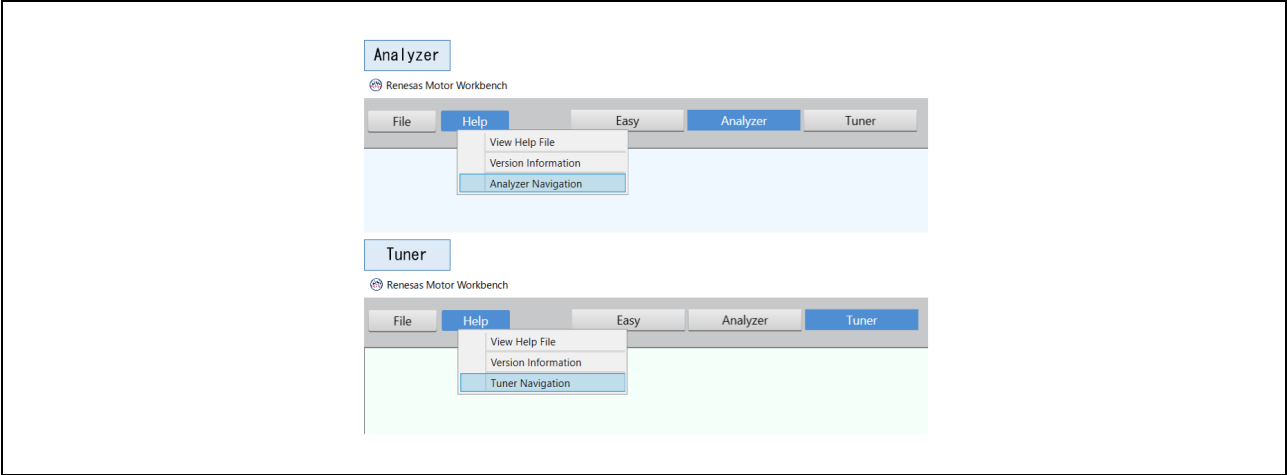 Analyzer
Renesas Motor Workbench
File Help Easy Analyzer Tuner
View Help File
Version Information
Analyzer Navigation
Tuner
Renesas Motor Workbench
File Help Easy Analyzer Tuner
View Help File
Version Information
Tuner Navigation